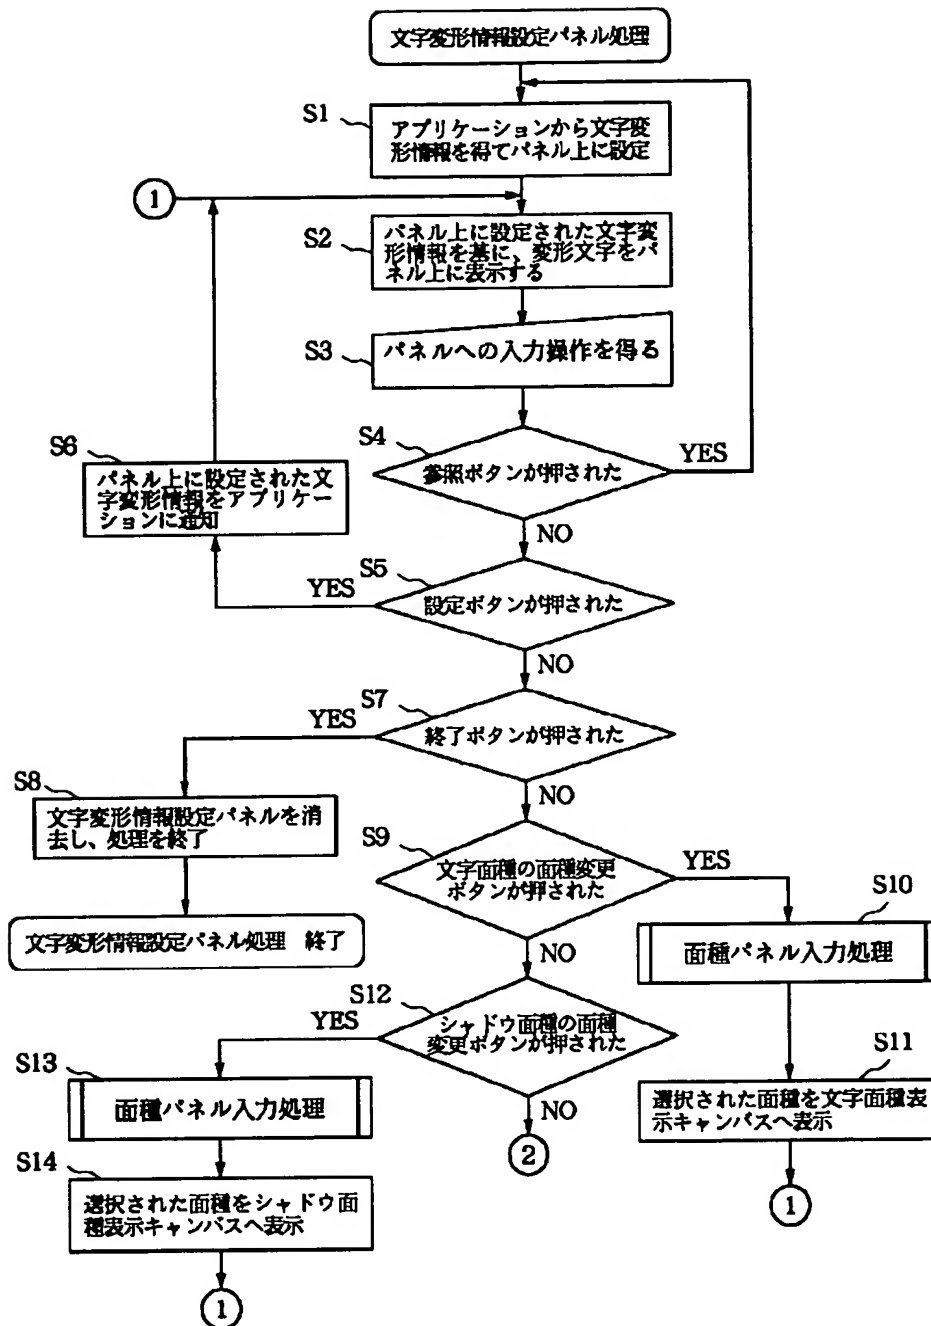 文字変形情報設定パネル処理
S1
アプリケーションから文字変
形情報を得てパネル上に設定
1
S2
パネル上に設定された文字変
形情報を基に、変形文字をパ
ネル上に表示する
S3
パネルへの入力操作を得る
S4
参照ボタンが押された
YES
NO
S6
パネル上に設定された文
字変形情報をアプリケー
ションに通知
S5
設定ボタンが押された
YES
NO
S7
終了ボタンが押された
YES
NO
S8
文字変形情報設定パネルを消
去し、処理を終了
文字変形情報設定パネル処理 終了
S9
文字面種の面種変更
ボタンが押された
YES
NO
S10
面種パネル入力処理
S11
選択された面種を文字面種表
示キャンバスへ表示
1
S12
シャドウ面種の面種
変更ボタンが押された
YES
NO
2
S13
面種パネル入力処理
S14
選択された面種をシャドウ面
種表示キャンバスへ表示
1